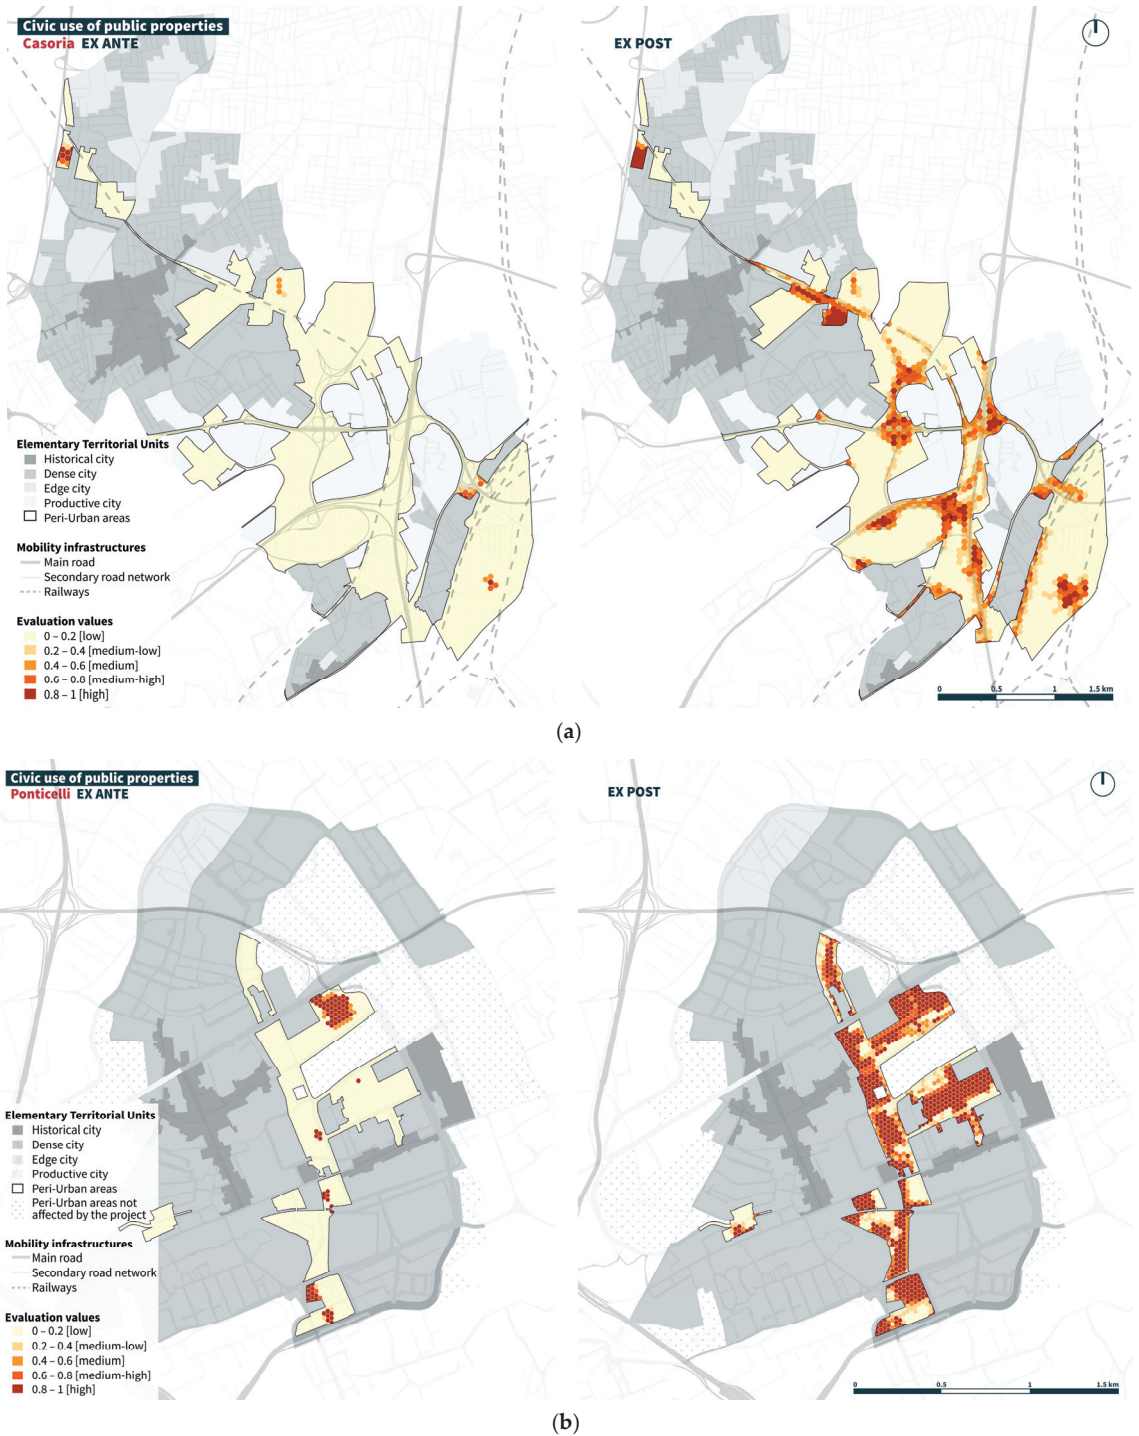 Civic use of public properties
Casoria EX ANTE
EX POST
Elementary Territorial Units
Historical city
Dense city
Edge city
Productive city
Peri-Urban areas
Mobility infrastructures
Main road
Secondary road network
Railways
Evaluation values
0 – 0.2 [low]
0.2 – 0.4 [medium-low]
0.4 – 0.6 [medium]
0.6 – 0.8 [medium-high]
0.8 – 1 [high]
0 0.5 1 1.5 km
(a)
Civic use of public properties
Ponticelli EX ANTE
EX POST
Elementary Territorial Units
Historical city
Dense city
Edge city
Productive city
Peri-Urban areas
Peri-Urban areas not
affected by the project
Mobility infrastructures
Main road
Secondary road network
Railways
Evaluation values
0 – 0.2 [low]
0.2 – 0.4 [medium-low]
0.4 – 0.6 [medium]
0.6 – 0.8 [medium-high]
0.8 – 1 [high]
0 0.5 1 1.5 km
(b)